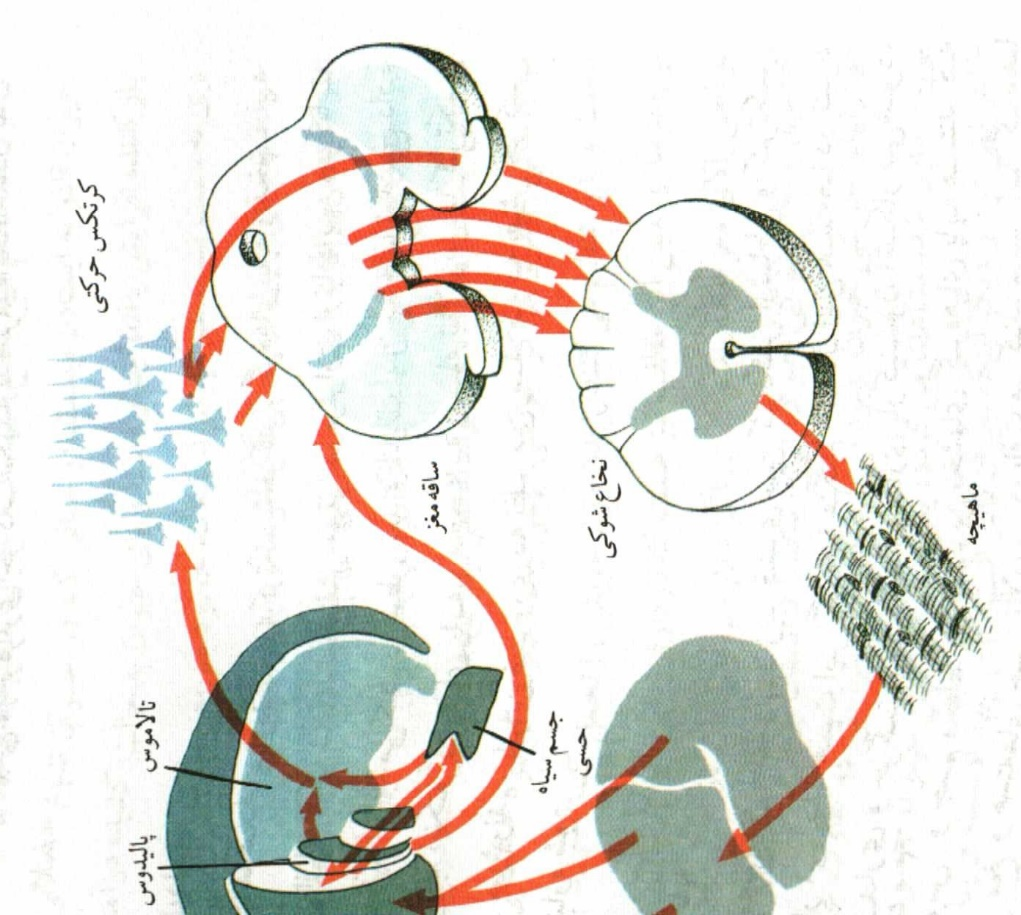 کرتکس حرکتی
ساقه مغز
نخاع شوکی
ماهیچه
تالاموس
پالیدوس
جسم سیاه
حسی